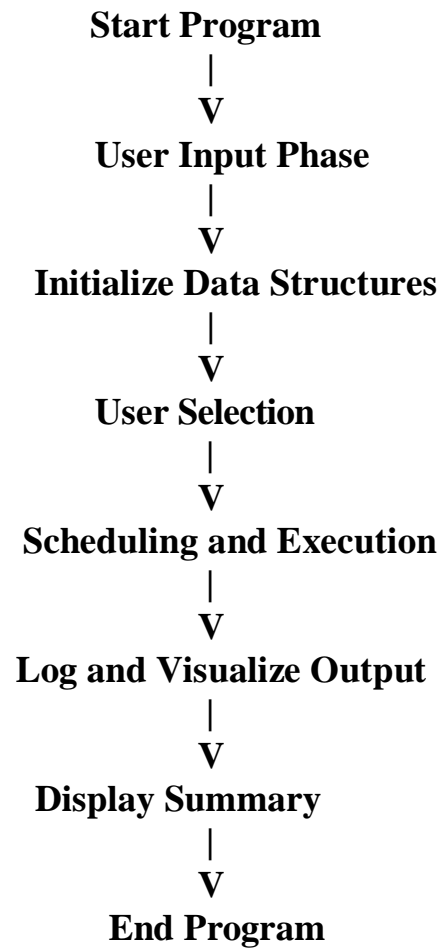 Start Program
|
V
User Input Phase
|
V
Initialize Data Structures
|
V
User Selection
|
V
Scheduling and Execution
|
V
Log and Visualize Output
|
V
Display Summary
|
V
End Program